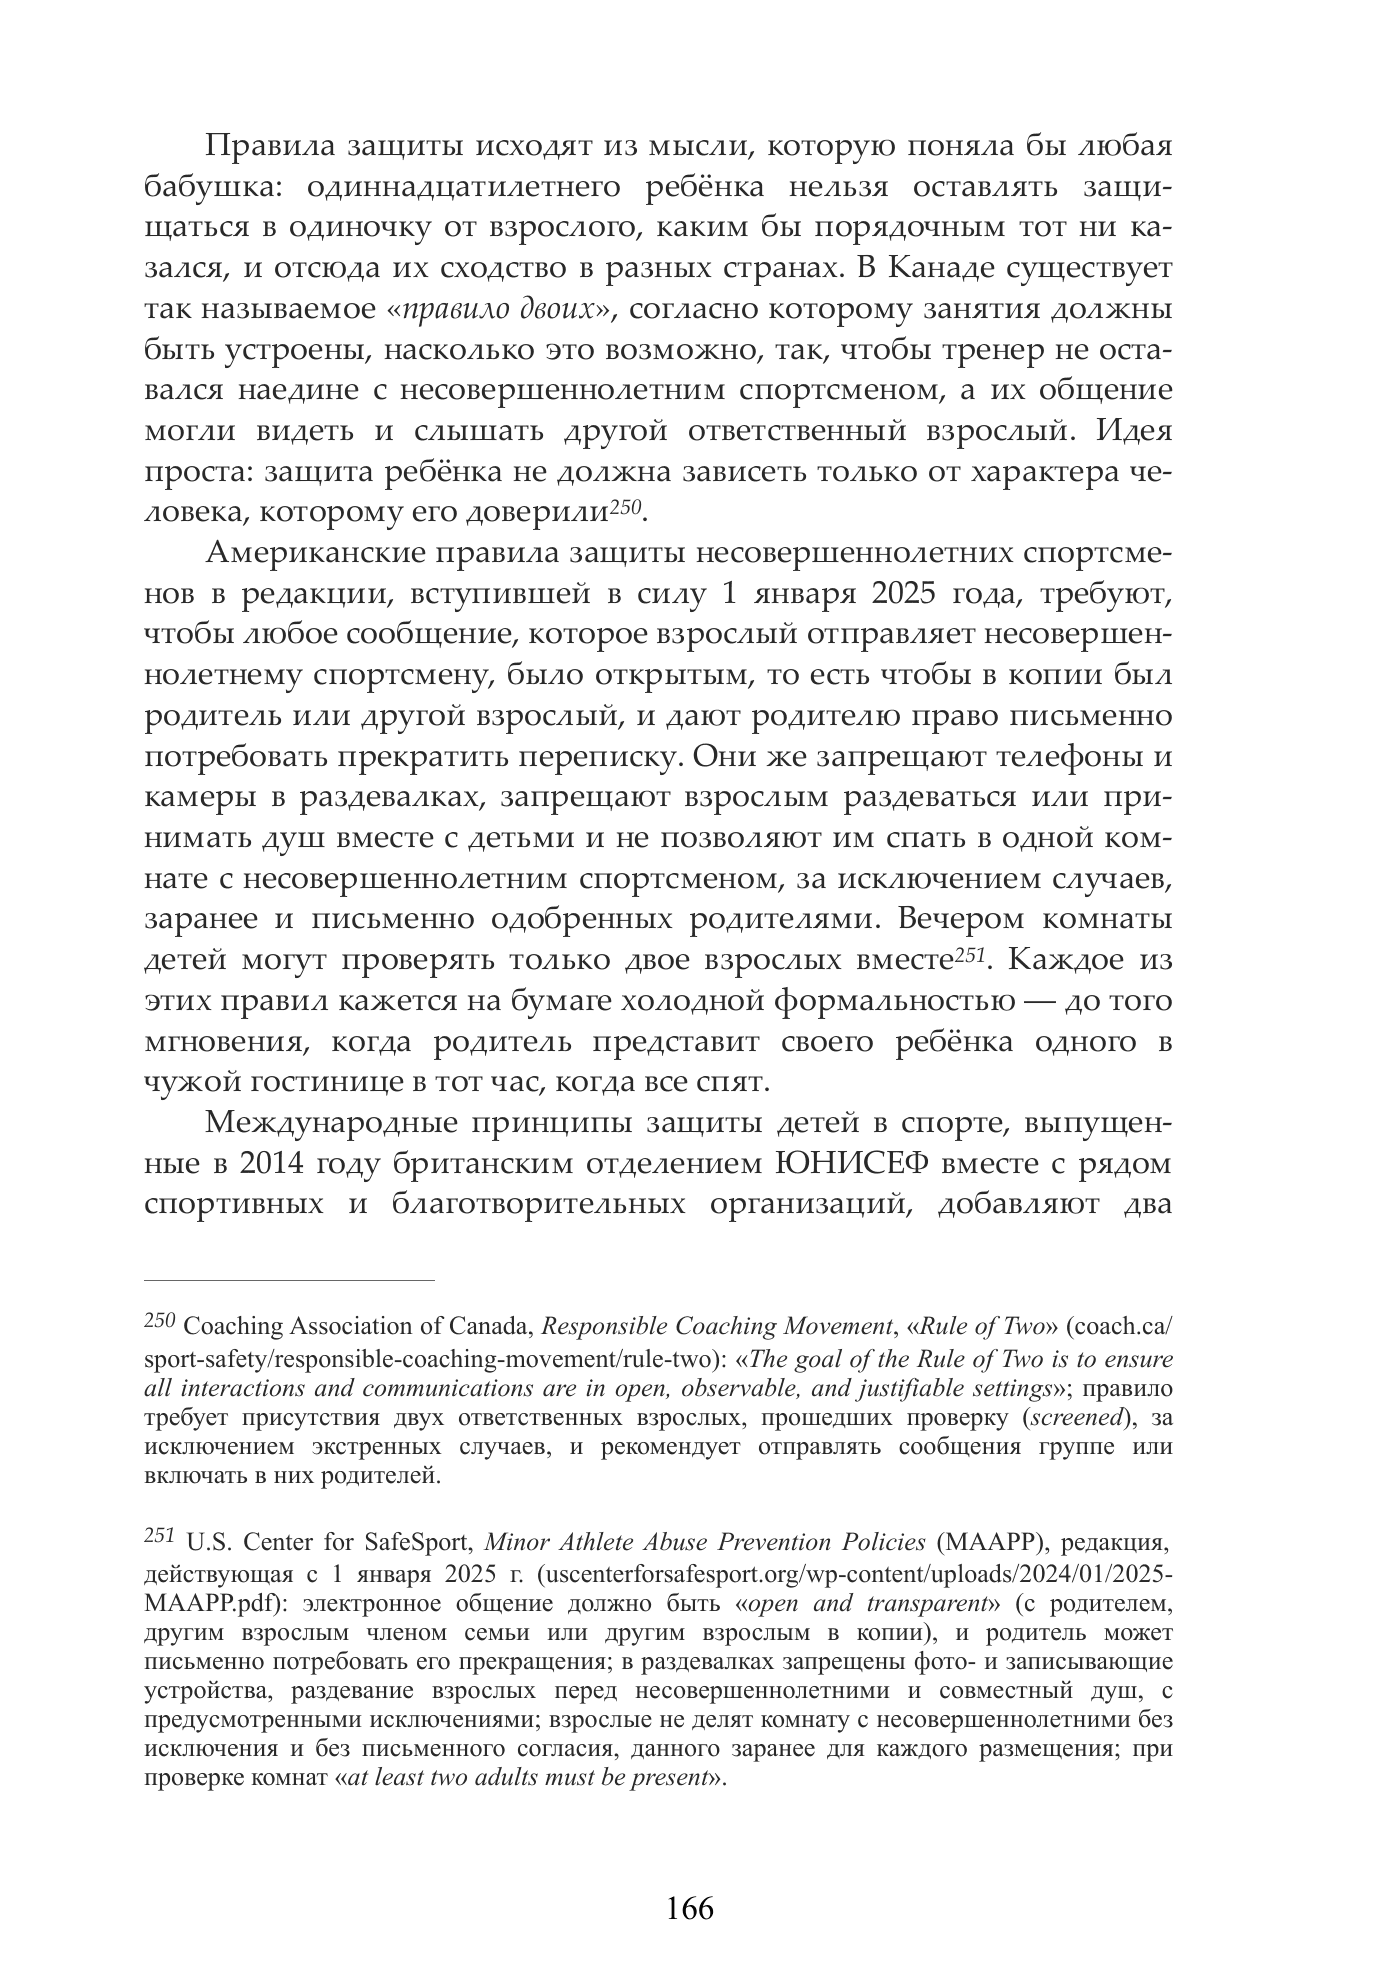 Правила защиты исходят из мысли, которую поняла бы любая
бабушка: одиннадцатилетнего ребёнка нельзя оставлять защи-
щаться в одиночку от взрослого, каким бы порядочным тот ни ка-
зался, и отсюда их сходство в разных странах. В Канаде существует
так называемое «правило двоих», согласно которому занятия должны
быть устроены, насколько это возможно, так, чтобы тренер не оста-
вался наедине с несовершеннолетним спортсменом, а их общение
могли видеть и слышать другой ответственный взрослый. Идея
проста: защита ребёнка не должна зависеть только от характера че-
ловека, которому его доверили250.
Американские правила защиты несовершеннолетних спортсме-
нов в редакции, вступившей в силу 1 января 2025 года, требуют,
чтобы любое сообщение, которое взрослый отправляет несовершен-
нолетнему спортсмену, было открытым, то есть чтобы в копии был
родитель или другой взрослый, и дают родителю право письменно
потребовать прекратить переписку. Они же запрещают телефоны и
камеры в раздевалках, запрещают взрослым раздеваться или при-
нимать душ вместе с детьми и не позволяют им спать в одной ком-
нате с несовершеннолетним спортсменом, за исключением случаев,
заранее и письменно одобренных родителями. Вечером комнаты
детей могут проверять только двое взрослых вместе251. Каждое из
этих правил кажется на бумаге холодной формальностью — до того
мгновения, когда родитель представит своего ребёнка одного в
чужой гостинице в тот час, когда все спят.
Международные принципы защиты детей в спорте, выпущен-
ные в 2014 году британским отделением ЮНИСЕФ вместе с рядом
спортивных и благотворительных организаций, добавляют два
250 Coaching Association of Canada, Responsible Coaching Movement, «Rule of Two» (coach.ca/
sport-safety/responsible-coaching-movement/rule-two): «The goal of the Rule of Two is to ensure
all interactions and communications are in open, observable, and justifiable settings»; правило
требует присутствия двух ответственных взрослых, прошедших проверку (screened), за
исключением экстренных случаев, и рекомендует отправлять сообщения группе или
включать в них родителей.
251 U.S. Center for SafeSport, Minor Athlete Abuse Prevention Policies (MAAPP), редакция,
действующая с 1 января 2025 г. (uscenterforsafesport.org/wp-content/uploads/2024/01/2025-
MAAPP.pdf): электронное общение должно быть «open and transparent» (с родителем,
другим взрослым членом семьи или другим взрослым в копии), и родитель может
письменно потребовать его прекращения; в раздевалках запрещены фото- и записывающие
устройства, раздевание взрослых перед несовершеннолетними и совместный душ, с
предусмотренными исключениями; взрослые не делят комнату с несовершеннолетними без
исключения и без письменного согласия, данного заранее для каждого размещения; при
проверке комнат «at least two adults must be present».
166